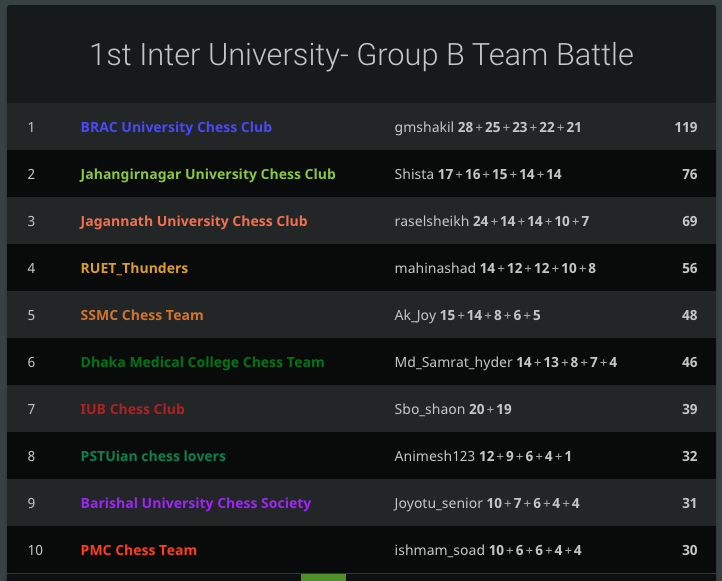 1st Inter University- Group B Team Battle
1 BRAC University Chess Club gmshakil 28+25+23+22+21 119
2 Jahangirnagar University Chess Club Shista 17+16+15+14+14 76
3 Jagannath University Chess Club raselsheikh 24+14+14+10+7 69
4 RUET_Thunders mahinashad 14+12+12+10+8 56
5 SSMC Chess Team Ak_Joy 15+14+8+6+5 48
6 Dhaka Medical College Chess Team Md_Samrat_hyder 14+13+8+7+4 46
7 IUB Chess Club Sbo_shaon 20+19 39
8 PSTUian chess lovers Animesh123 12+9+6+4+1 32
9 Barishal University Chess Society Joyotu_senior 10+7+6+4+4 31
10 PMC Chess Team ishmam_soad 10+6+6+4+4 30